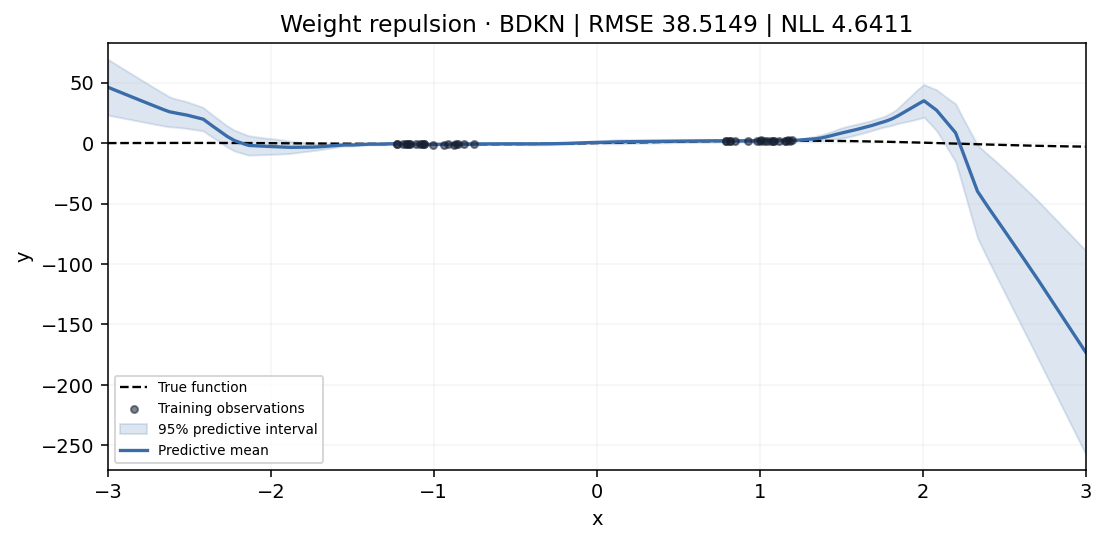 Weight repulsion · BDKN | RMSE 38.5149 | NLL 4.6411
50
0
−50
−100
−150
−200
−250
y
True function
Training observations
95% predictive interval
Predictive mean
−3
−2
−1
0
1
2
3
x